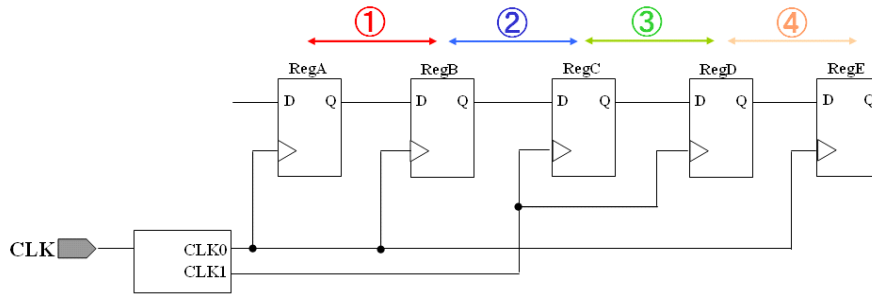 ① ② ③ ④
RegA RegB RegC RegD RegE
D Q D Q D Q D Q D Q
CLK CLK0
CLK1